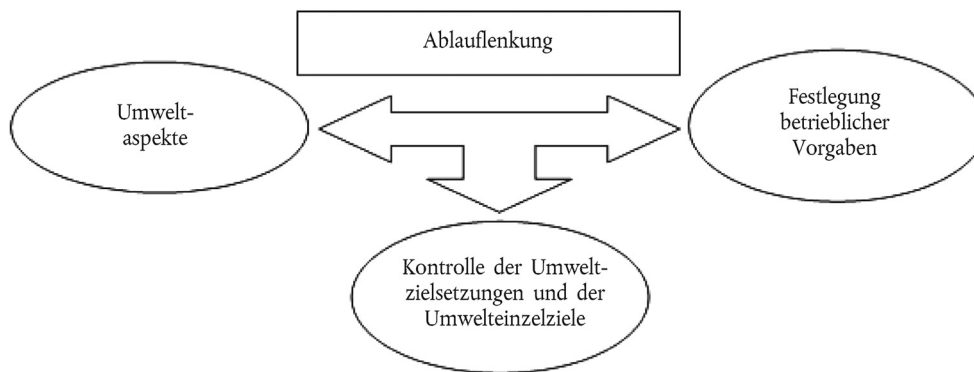 Ablauflenkung
Umwelt-
aspekte
Festlegung
betrieblicher
Vorgaben
Kontrolle der Umwelt-
zielsetzungen und der
Umwelteinzelziele